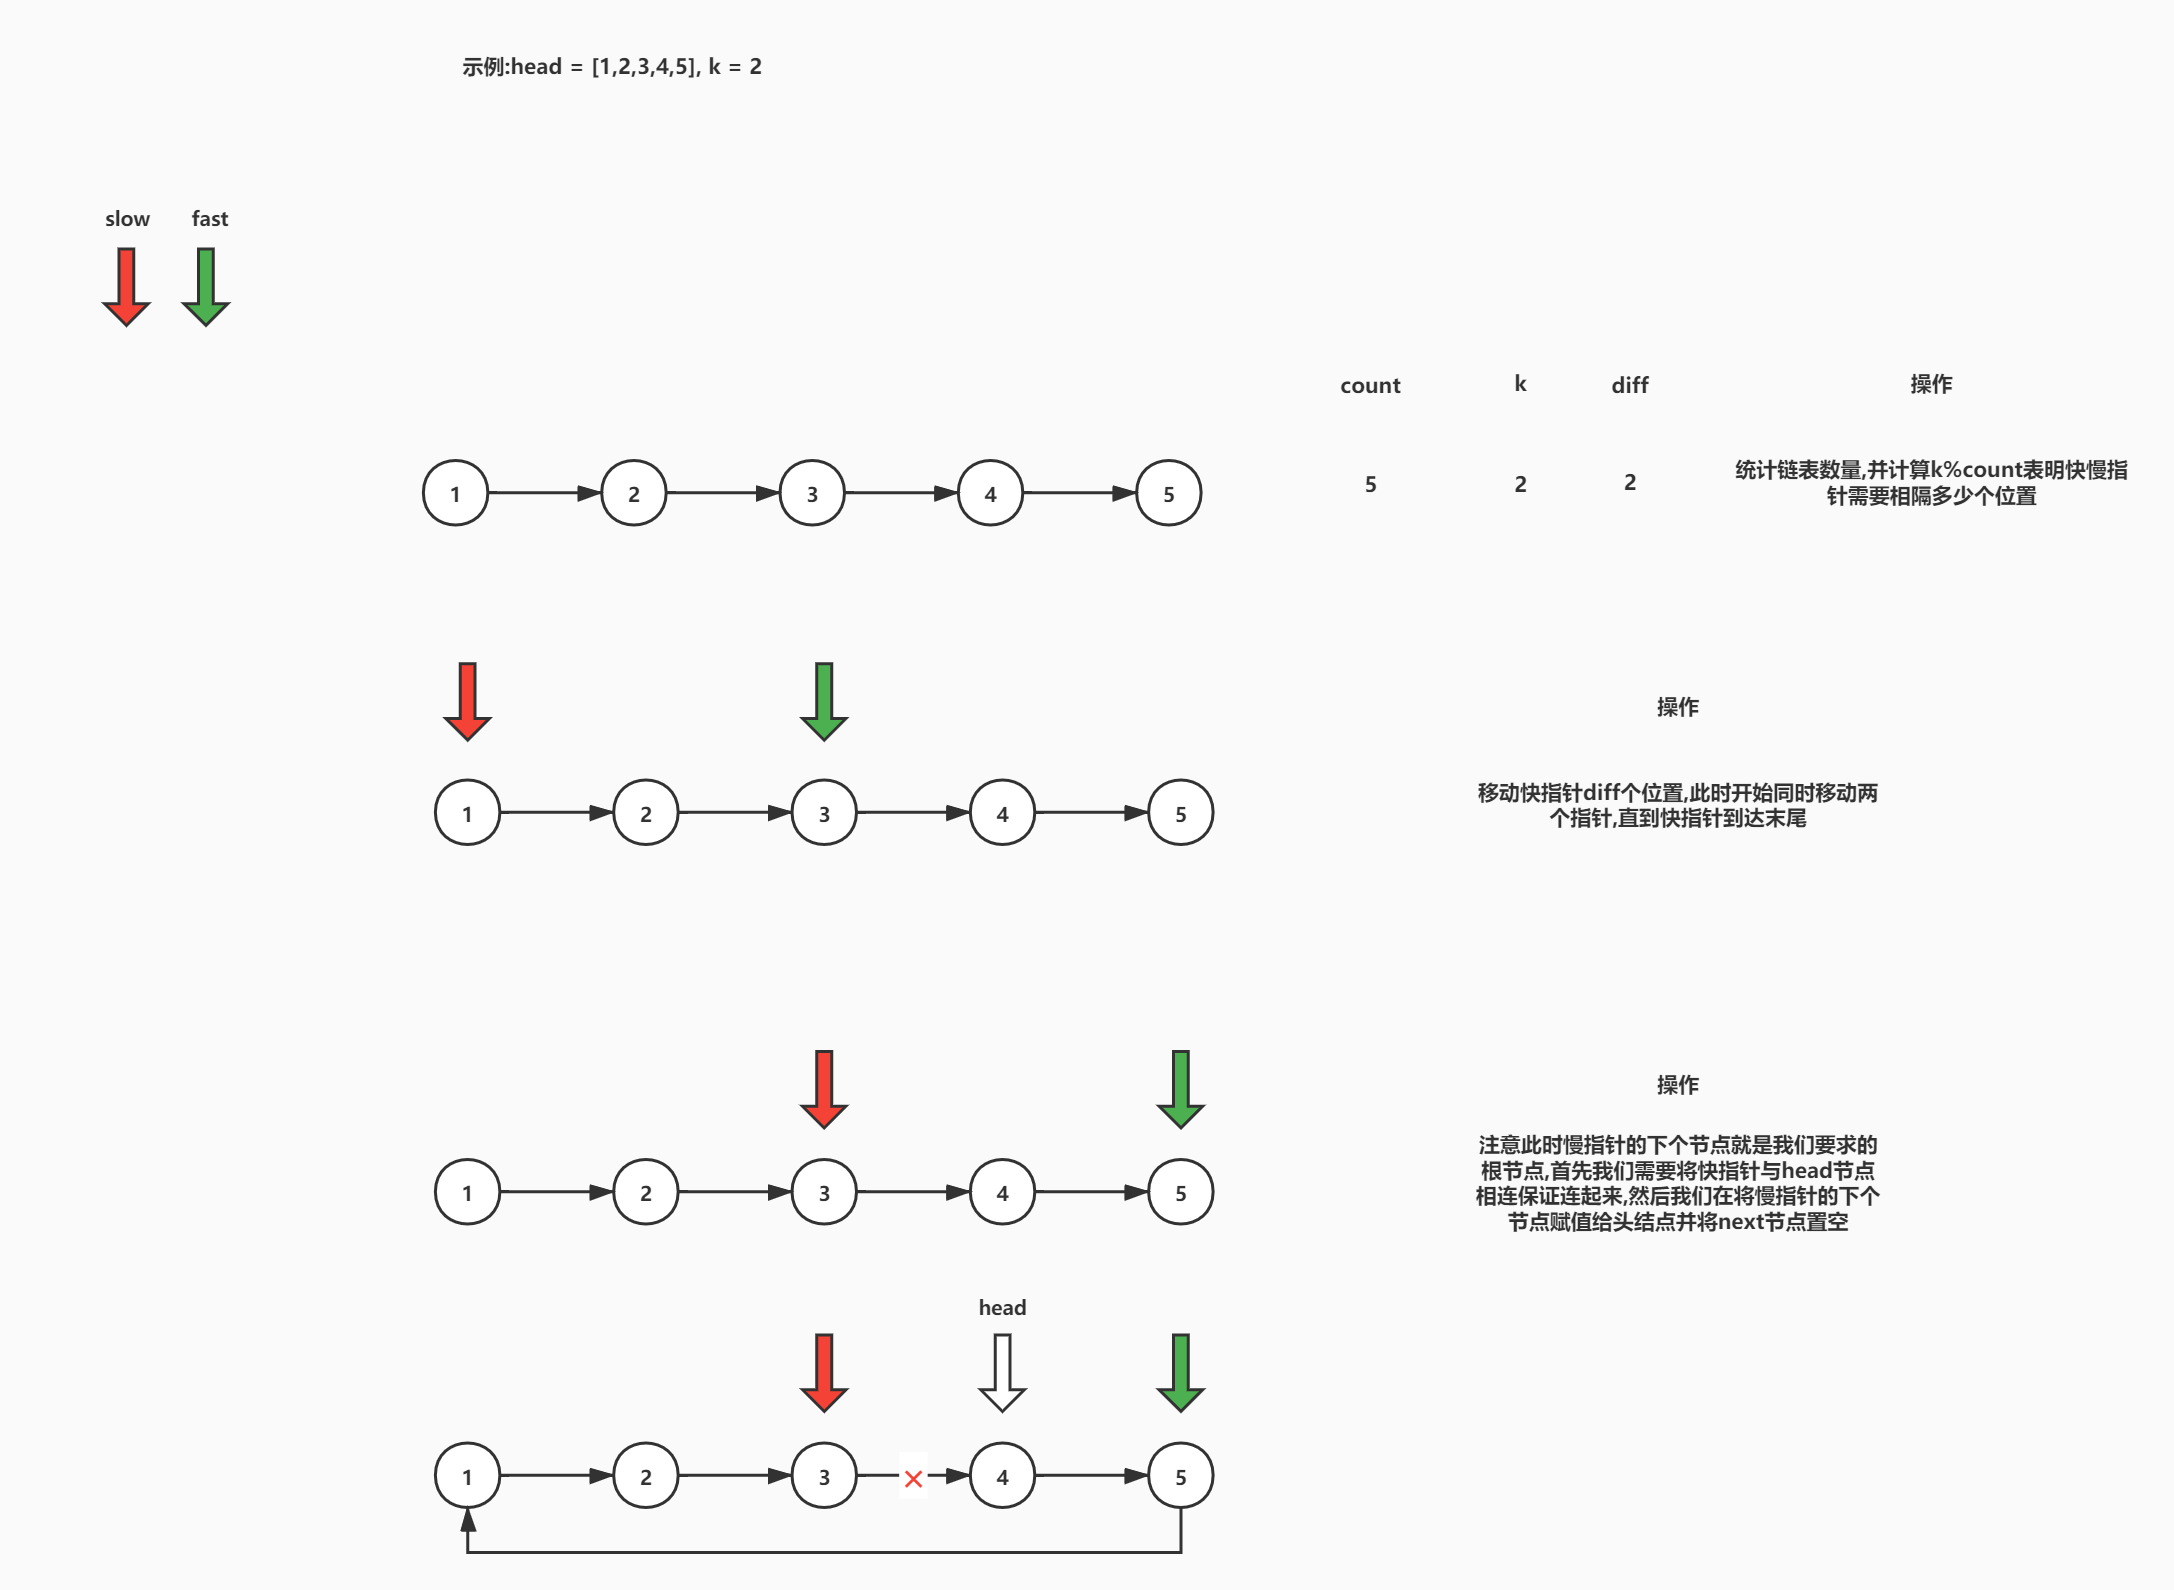 示例:head = [1,2,3,4,5], k = 2
slow fast
count k diff 操作
1 2 3 4 5
5 2 2
统计链表数量,并计算k%count表明快慢指
针需要相隔多少个位置
操作
1 2 3 4 5
移动快指针diff个位置,此时开始同时移动两
个指针,直到快指针到达末尾
操作
1 2 3 4 5
注意此时慢指针的下个节点就是我们要求的
根节点,首先我们需要将快指针与head节点
相连保证连起来,然后我们在将慢指针的下个
节点赋值给头结点并将next节点置空
head
1 2 3 4 5